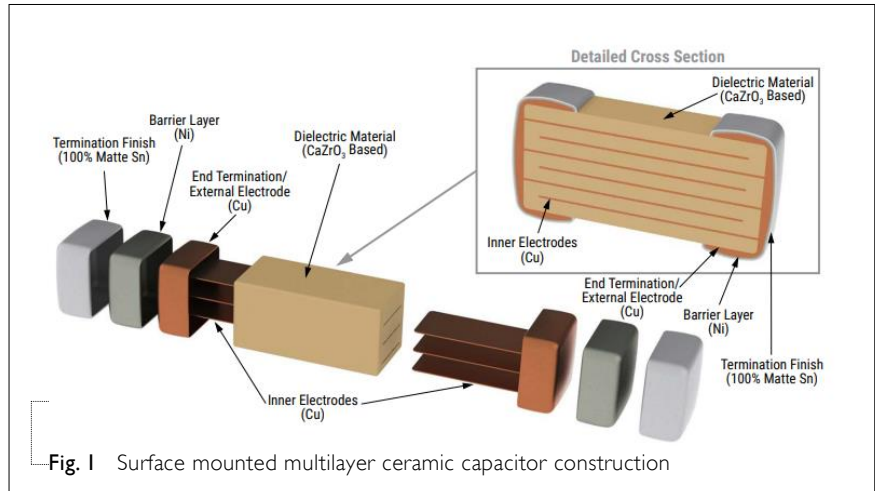 Detailed Cross Section
Dielectric Material
(CaZrO₃ Based)
Barrier Layer
(Ni)
Termination Finish
(100% Matte Sn)
Dielectric Material
(CaZrO₃ Based)
End Termination/
External Electrode
(Cu)
Inner Electrodes
(Cu)
End Termination/
External Electrode
(Cu)
Barrier Layer
(Ni)
Termination Finish
(100% Matte Sn)
Inner Electrodes
(Cu)
Fig. 1 Surface mounted multilayer ceramic capacitor construction